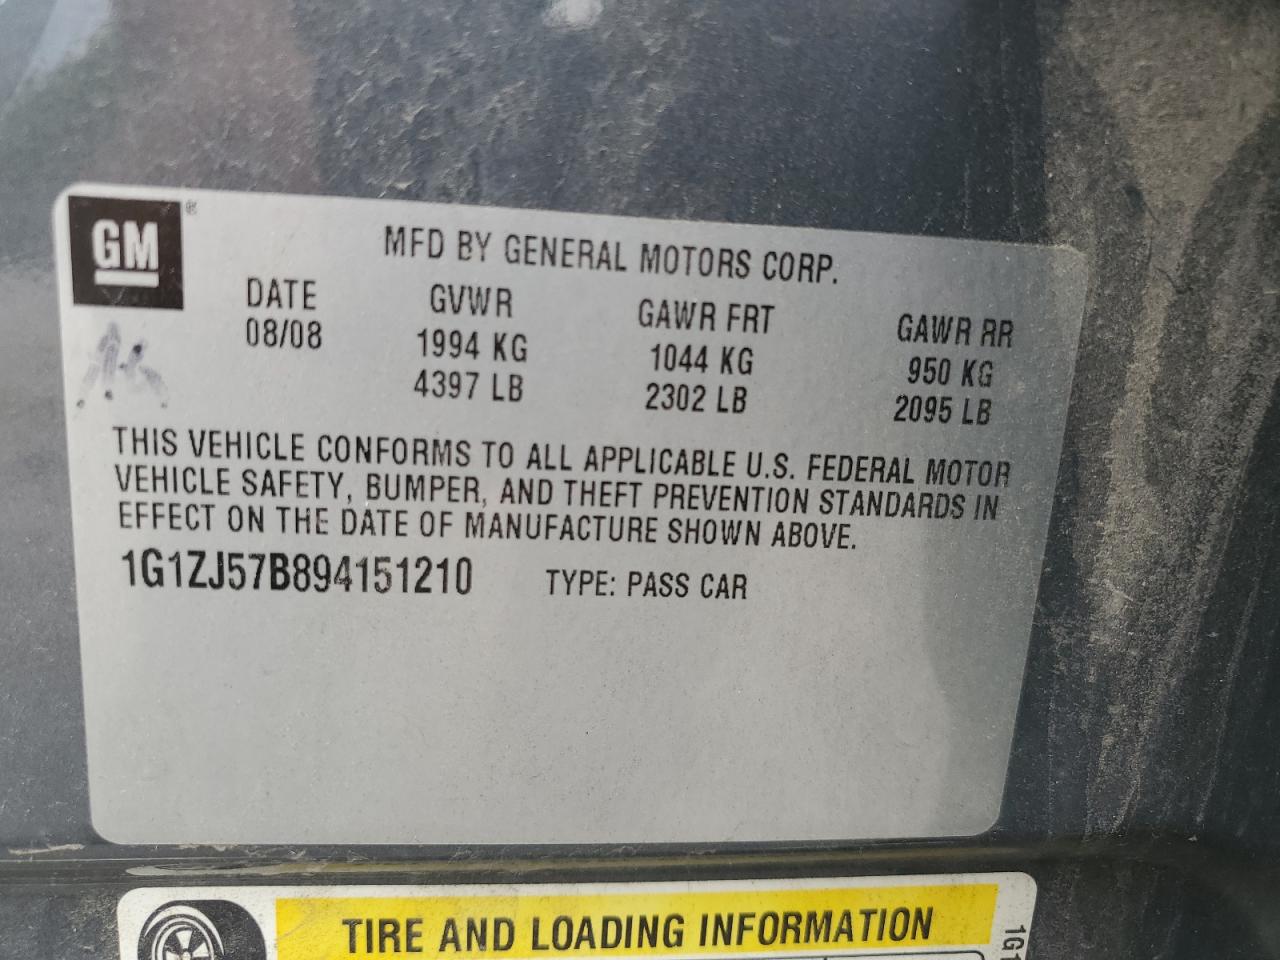 GM ®
MFD BY GENERAL MOTORS CORP.
DATE GVWR GAWR FRT GAWR RR
08/08 1994 KG 1044 KG 950 KG
4397 LB 2302 LB 2095 LB
THIS VEHICLE CONFORMS TO ALL APPLICABLE U.S. FEDERAL MOTOR
VEHICLE SAFETY, BUMPER, AND THEFT PREVENTION STANDARDS IN
EFFECT ON THE DATE OF MANUFACTURE SHOWN ABOVE.
1G1ZJ57B894151210 TYPE: PASS CAR
TIRE AND LOADING INFORMATION
1G1